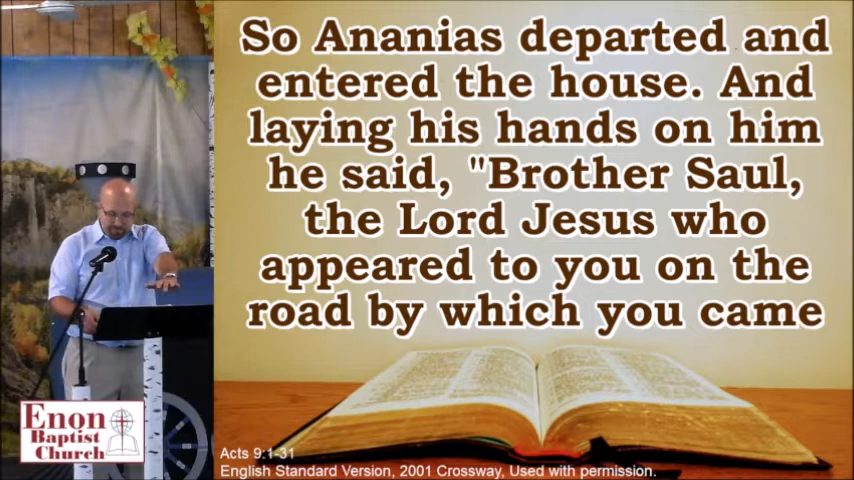 So Ananias departed and
entered the house. And
laying his hands on him
he said, "Brother Saul,
the Lord Jesus who
appeared to you on the
road by which you came
Enon
Baptist
Church
Acts 9:1-31
English Standard Version, 2001 Crossway, Used with permission.